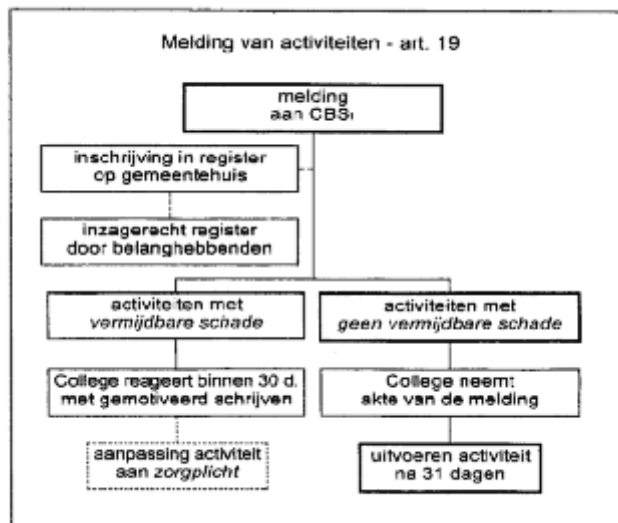 Melding van activiteiten - art. 19
melding
aan CBS
inschrijving in register
op gemeentehuis
inzagerecht register
door belanghebbenden
activiteiten met
vermijdbare schade
activiteiten met
geen vermijdbare schade
College reageert binnen 30 d.
met gemotiveerd schrijven
College neemt
akte van de melding
aanpassing activiteit
aan zorgplicht
uitvoeren activiteit
na 31 dagen